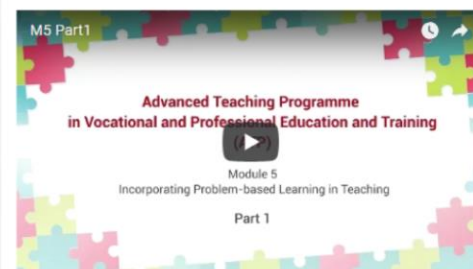 M5 Part1
Advanced Teaching Programme
in Vocational and Professional Education and Training
Module 5
Incorporating Problem-based Learning in Teaching
Part 1